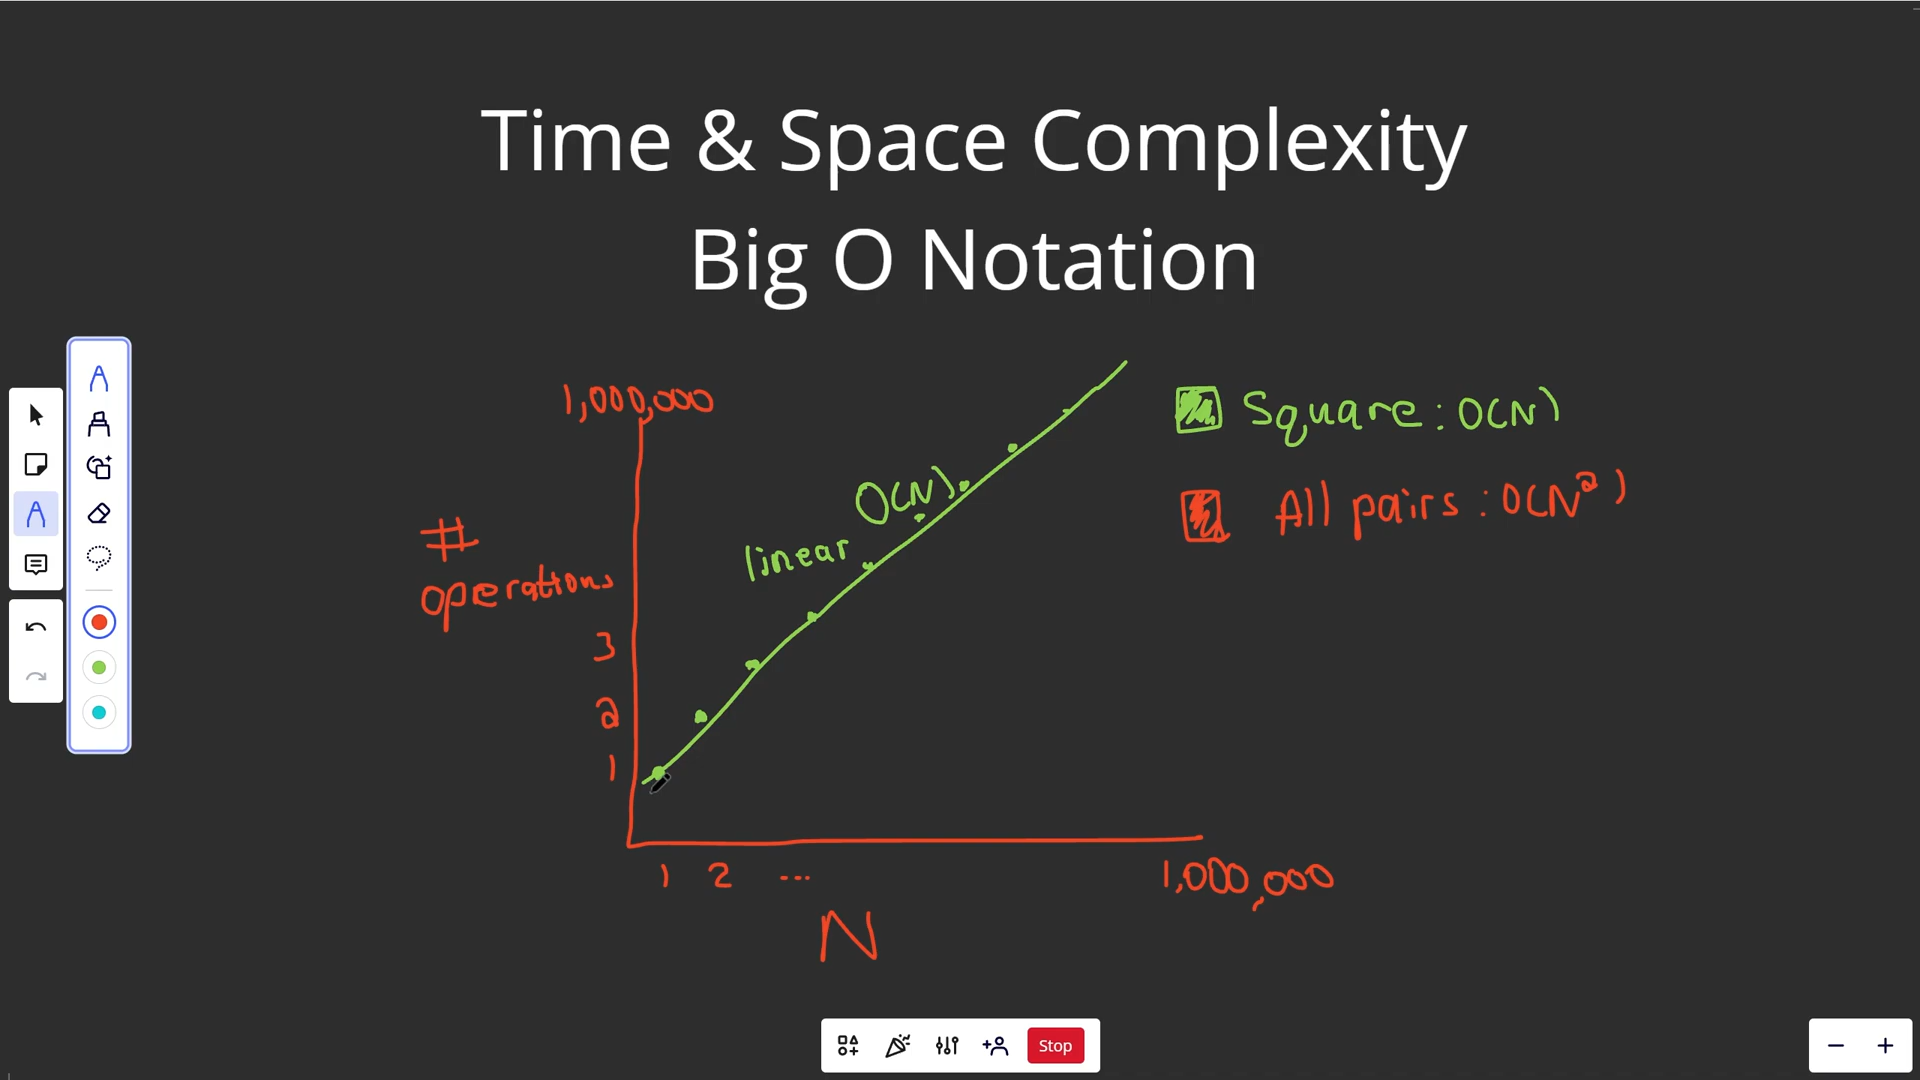 Time & Space Complexity
Big O Notation
1,000,000
Square: O(N)
All pairs: O(N²)
O(N)
linear
#
operations
3
2
1
1 2 ...
1,000,000
N
Stop